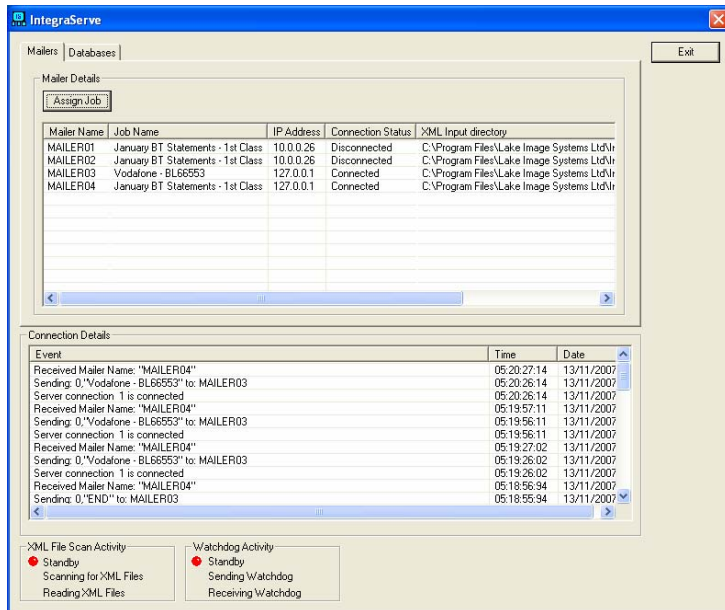 IntegraServe
Mailers Databases
Exit
Mailer Details
Assign Job
Mailer Name Job Name IP Address Connection Status XML Input directory
MAILER01 January BT Statements - 1st Class 10.0.0.26 Disconnected C:\Program Files\Lake Image Systems Ltd\Ir
MAILER02 January BT Statements - 1st Class 10.0.0.26 Disconnected C:\Program Files\Lake Image Systems Ltd\Ir
MAILER03 Vodafone - BL66553 127.0.0.1 Connected C:\Program Files\Lake Image Systems Ltd\Ir
MAILER04 January BT Statements - 1st Class 127.0.0.1 Connected C:\Program Files\Lake Image Systems Ltd\Ir
Connection Details
Event Time Date
Received Mailer Name: "MAILER04" 05:20:27:14 13/11/2007
Sending: 0,"Vodafone - BL66553" to: MAILER03 05:20:26:14 13/11/2007
Server connection 1 is connected 05:20:26:14 13/11/2007
Received Mailer Name: "MAILER04" 05:19:57:11 13/11/2007
Sending: 0,"Vodafone - BL66553" to: MAILER03 05:19:56:11 13/11/2007
Server connection 1 is connected 05:19:56:11 13/11/2007
Received Mailer Name: "MAILER04" 05:19:27:02 13/11/2007
Sending: 0,"Vodafone - BL66553" to: MAILER03 05:19:26:02 13/11/2007
Server connection 1 is connected 05:19:26:02 13/11/2007
Received Mailer Name: "MAILER04" 05:18:56:94 13/11/2007
Sending: 0,"END" to: MAILER03 05:18:55:94 13/11/2007
XML File Scan Activity
Standby
Scanning for XML Files
Reading XML Files
Watchdog Activity
Standby
Sending Watchdog
Receiving Watchdog